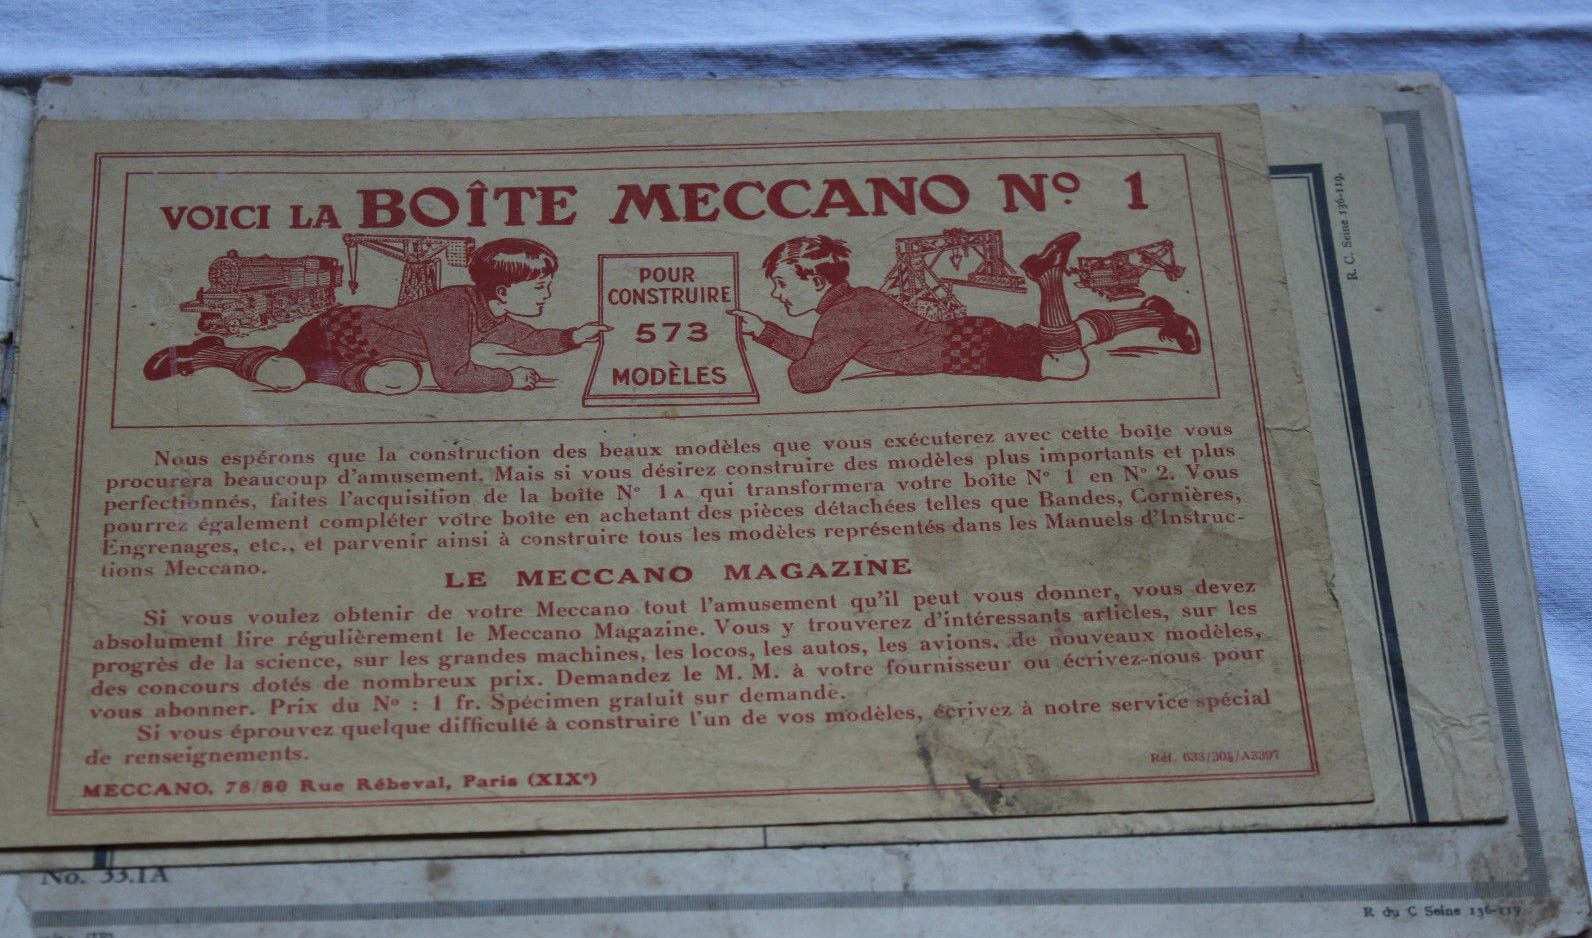 VOICI LA BOÎTE MECCANO Nº 1
POUR
CONSTRUIRE
573
MODÈLES
Nous espérons que la construction des beaux modèles que vous exécuterez avec cette boîte vous
procurera beaucoup d'amusement. Mais si vous désirez construire des modèles plus importants et plus
perfectionnés, faites l'acquisition de la boîte Nº 1A qui transformera votre boîte Nº 1 en Nº 2. Vous
pourrez également compléter votre boîte en achetant des pièces détachées telles que Bandes, Cornières,
Engrenages, etc., et parvenir ainsi à construire tous les modèles représentés dans les Manuels d'Instruc-
tions Meccano.
LE MECCANO MAGAZINE
Si vous voulez obtenir de votre Meccano tout l'amusement qu'il peut vous donner, vous devez
absolument lire régulièrement le Meccano Magazine. Vous y trouverez d'intéressants articles, sur les
progrès de la science, sur les grandes machines, les locos, les autos, les avions, de nouveaux modèles,
des concours dotés de nombreux prix. Demandez le M. M. à votre fournisseur ou écrivez-nous pour
vous abonner. Prix du Nº : 1 fr. Spécimen gratuit sur demande.
Si vous éprouvez quelque difficulté à construire l'un de vos modèles, écrivez à notre service spécial
de renseignements.
MECCANO, 78/80 Rue Rébeval, Paris (XIXe)
Réf. A3397
R. C. Seine 136-119.
No. 33.1A
R du C Seine 136-119